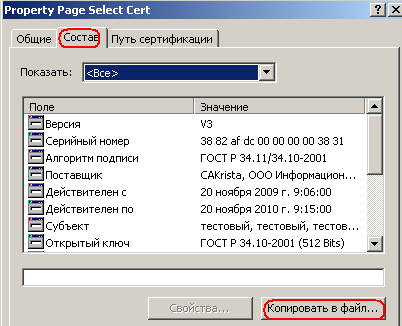 Property Page Select Cert
Общие Состав Путь сертификации
Показать: <Все>
Поле Значение
Версия V3
Серийный номер 38 82 af dc 00 00 00 00 38 31
Алгоритм подписи ГОСТ Р 34.11/34.10-2001
Поставщик CAKrista, ООО Информацион...
Действителен с 20 ноября 2009 г. 9:06:00
Действителен по 20 ноября 2010 г. 9:15:00
Субъект тестовый, тестовый, тестов...
Открытый ключ ГОСТ Р 34.10-2001 (512 Bits)
Свойства... Копировать в файл...